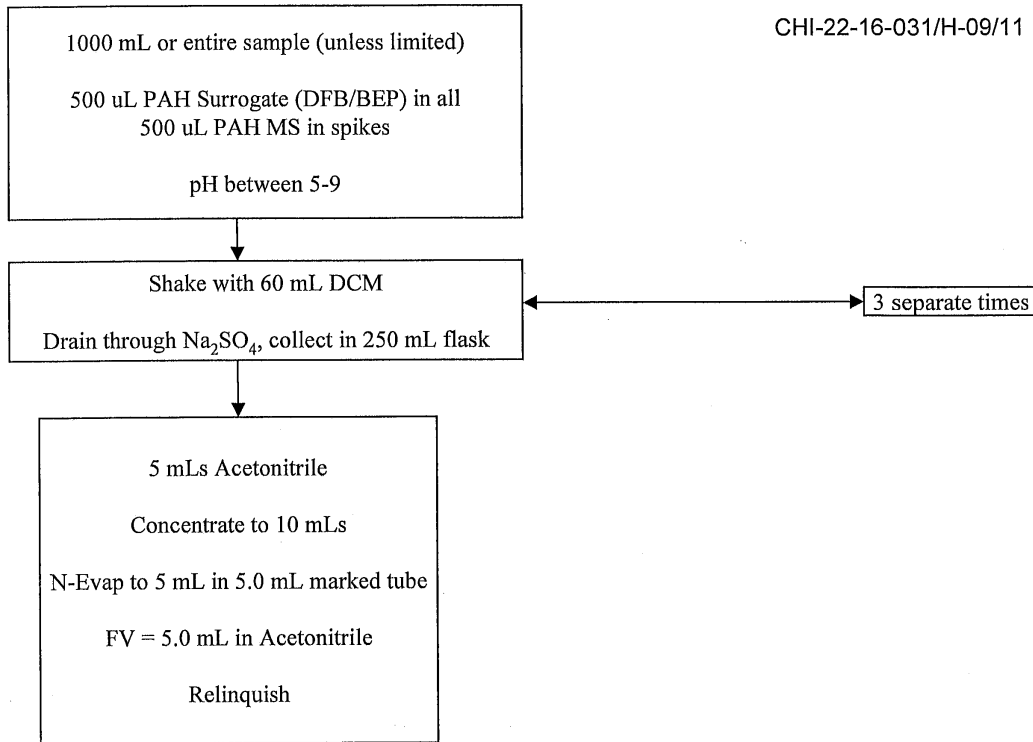 CHI-22-16-031/H-09/11
1000 mL or entire sample (unless limited)
500 uL PAH Surrogate (DFB/BEP) in all
500 uL PAH MS in spikes
pH between 5-9
Shake with 60 mL DCM
Drain through Na₂SO₄, collect in 250 mL flask
3 separate times
5 mLs Acetonitrile
Concentrate to 10 mLs
N-Evap to 5 mL in 5.0 mL marked tube
FV = 5.0 mL in Acetonitrile
Relinquish